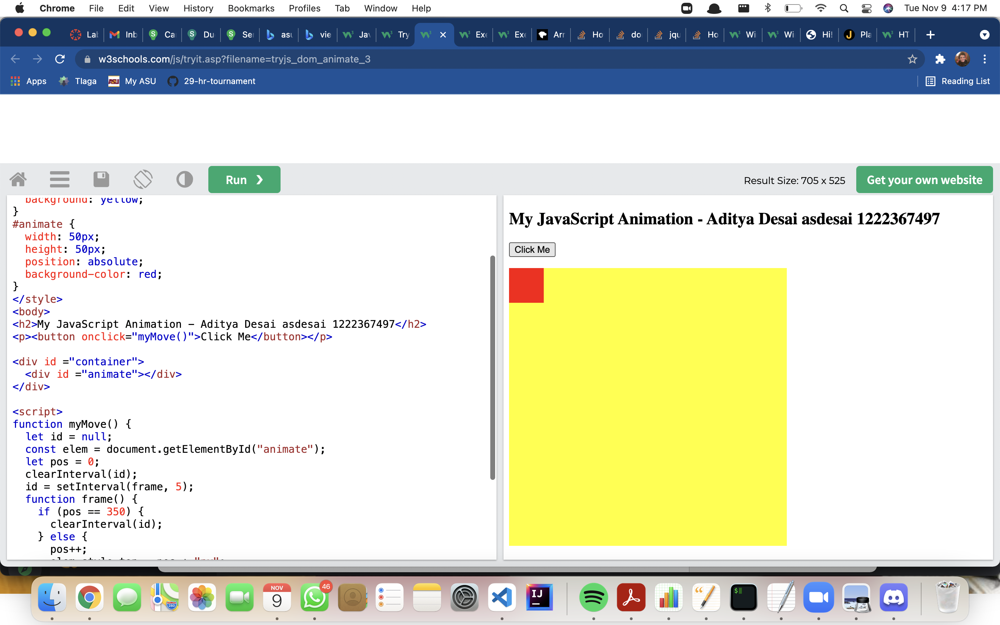 Chrome File Edit View History Bookmarks Profiles Tab Window Help Tue Nov 9 4:17 PM
La Inb Ca Du Se asu vie Jav Try Exe Exe Arr Ho do jqu Ho Wi Wi Hi! Pla HT
w3schools.com/js/tryit.asp?filename=tryjs_dom_animate_3
Apps Tlaga My ASU 29-hr-tournament Reading List
Run ❯ Result Size: 705 x 525 Get your own website
background: yellow;
}
#animate {
width: 50px;
height: 50px;
position: absolute;
background-color: red;
}
</style>
<body>
<h2>My JavaScript Animation - Aditya Desai asdesai 1222367497</h2>
<p><button onclick="myMove()">Click Me</button></p>
<div id ="container">
<div id ="animate"></div>
</div>
<script>
function myMove() {
let id = null;
const elem = document.getElementById("animate");
let pos = 0;
clearInterval(id);
id = setInterval(frame, 5);
function frame() {
if (pos == 350) {
clearInterval(id);
} else {
pos++;
My JavaScript Animation - Aditya Desai asdesai 1222367497
Click Me
NOV
9
46
280
IJ
$